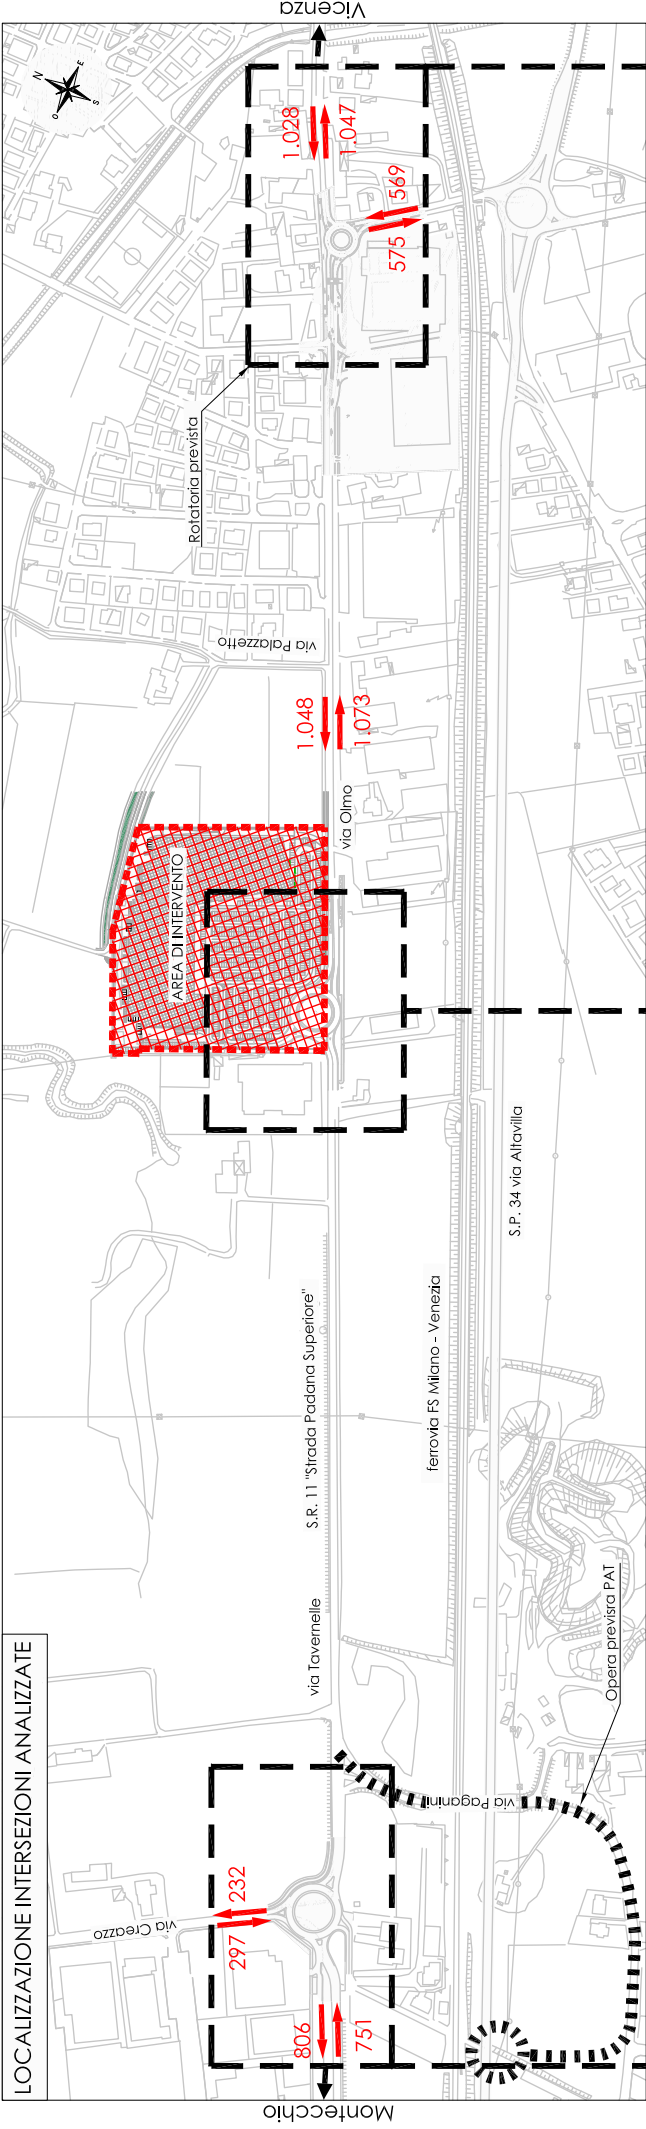 LOCALIZZAZIONE INTERSEZIONI ANALIZZATE
Montecchio
806
751
297
232
via Creazzo
via Paganini
Opera previsra PAT
via Tavernelle
S.R. 11 "Strada Padana Superiore"
ferrovia FS Milano - Venezia
S.P. 34 via Altavilla
AREA DI INTERVENTO
via Olmo
1.048
1.073
via Palazzetto
Rotatoria prevista
575
569
1.028
1.047
Vicenza
N
E
S
O